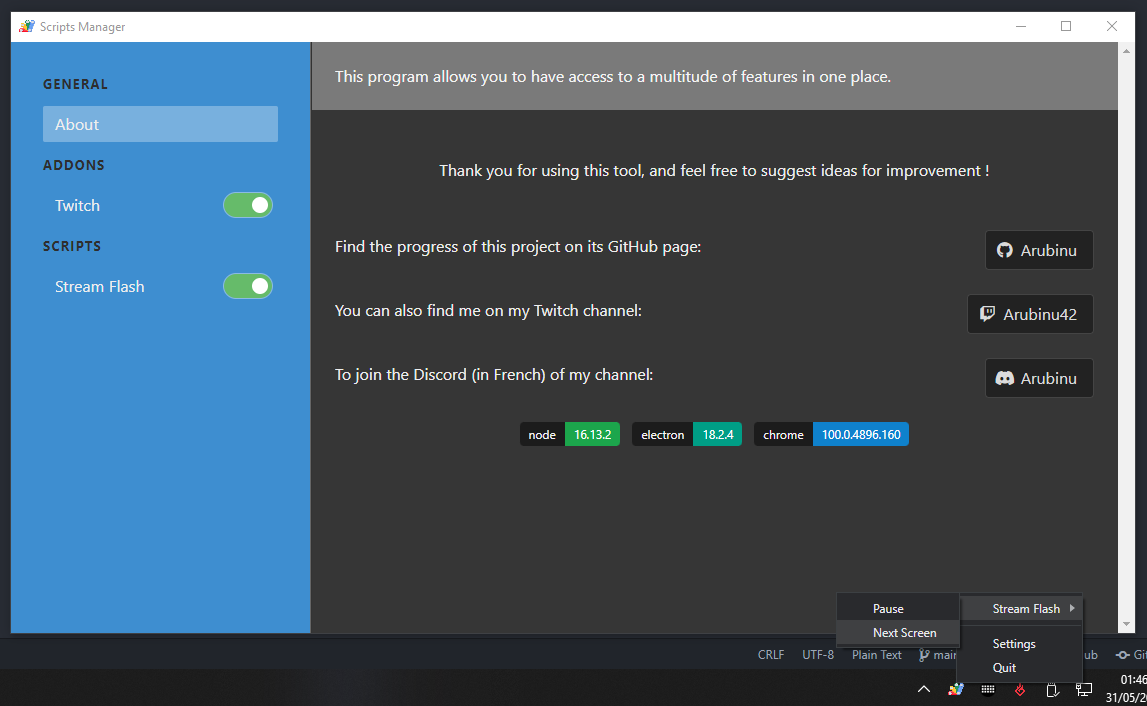 Scripts Manager
GENERAL
About
ADDONS
Twitch
SCRIPTS
Stream Flash
This program allows you to have access to a multitude of features in one place.
Thank you for using this tool, and feel free to suggest ideas for improvement !
Find the progress of this project on its GitHub page:
Arubinu
You can also find me on my Twitch channel:
Arubinu42
To join the Discord (in French) of my channel:
Arubinu
node 16.13.2 electron 18.2.4 chrome 100.0.4896.160
Pause
Next Screen
Stream Flash
Settings
Quit
CRLF UTF-8 Plain Text main ub Git
01:46
31/05/20